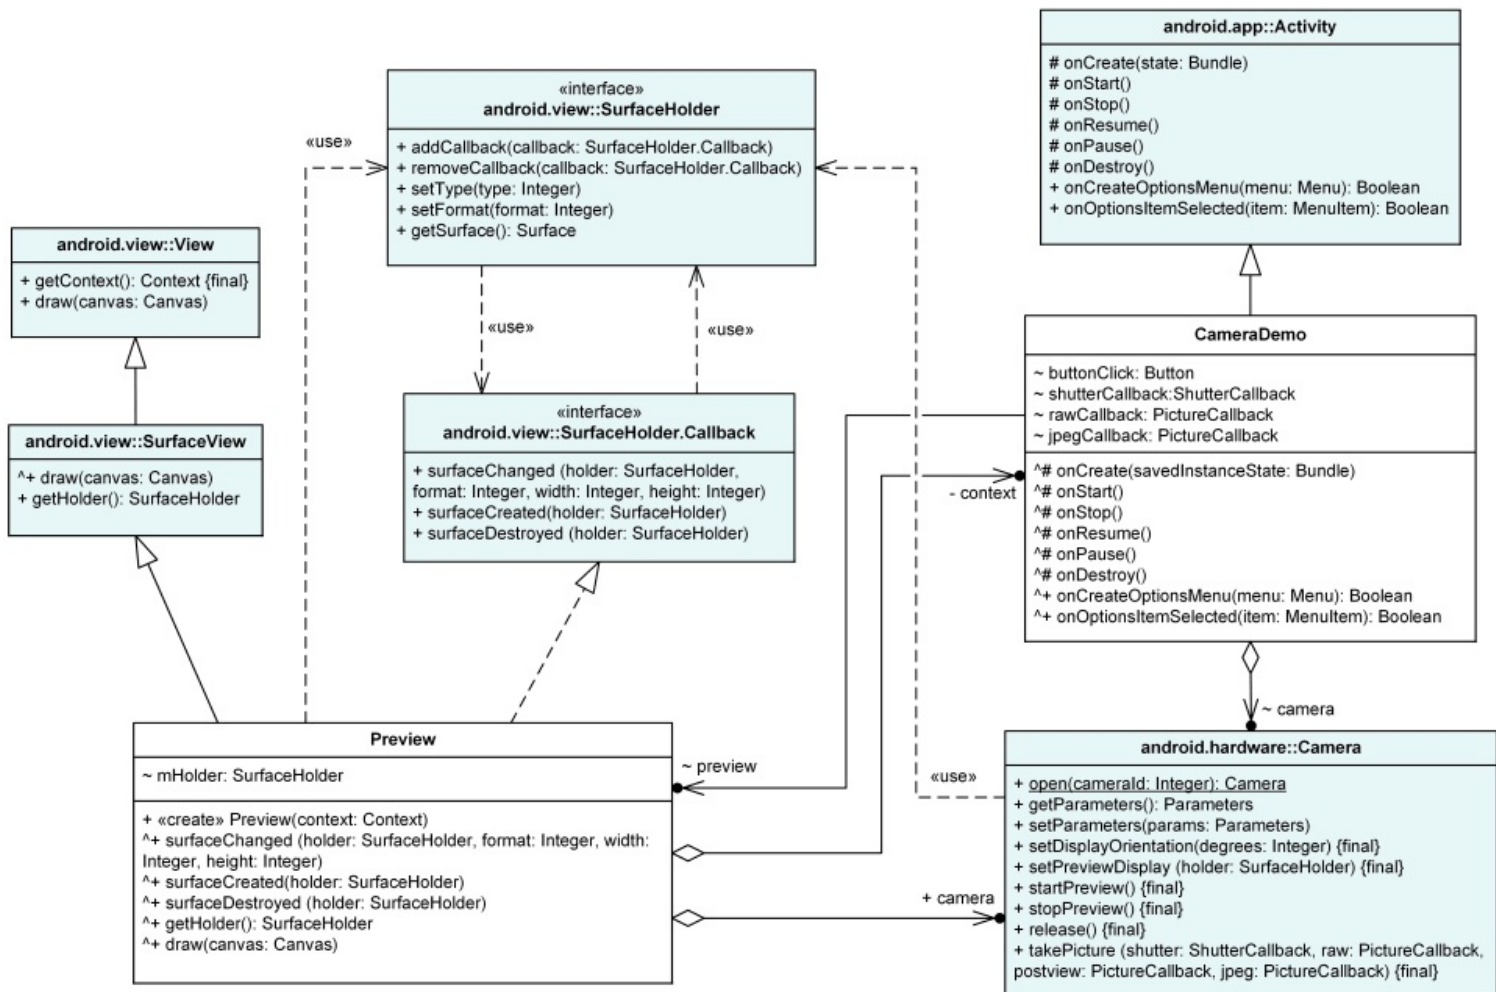 android.app::Activity
# onCreate(state: Bundle)
# onStart()
# onStop()
# onResume()
# onPause()
# onDestroy()
+ onCreateOptionsMenu(menu: Menu): Boolean
+ onOptionsItemSelected(item: MenuItem): Boolean
«interface»
android.view::SurfaceHolder
+ addCallback(callback: SurfaceHolder.Callback)
+ removeCallback(callback: SurfaceHolder.Callback)
+ setType(type: Integer)
+ setFormat(format: Integer)
+ getSurface(): Surface
«use»
android.view::View
+ getContext(): Context {final}
+ draw(canvas: Canvas)
«use»
«use»
CameraDemo
~ buttonClick: Button
~ shutterCallback:ShutterCallback
~ rawCallback: PictureCallback
~ jpegCallback: PictureCallback
^# onCreate(savedInstanceState: Bundle)
^# onStart()
^# onStop()
^# onResume()
^# onPause()
^# onDestroy()
^+ onCreateOptionsMenu(menu: Menu): Boolean
^+ onOptionsItemSelected(item: MenuItem): Boolean
«interface»
android.view::SurfaceHolder.Callback
+ surfaceChanged (holder: SurfaceHolder,
format: Integer, width: Integer, height: Integer)
+ surfaceCreated(holder: SurfaceHolder)
+ surfaceDestroyed (holder: SurfaceHolder)
android.view::SurfaceView
^+ draw(canvas: Canvas)
+ getHolder(): SurfaceHolder
- context
~ camera
Preview
~ mHolder: SurfaceHolder
+ «create» Preview(context: Context)
^+ surfaceChanged (holder: SurfaceHolder, format: Integer, width:
Integer, height: Integer)
^+ surfaceCreated(holder: SurfaceHolder)
^+ surfaceDestroyed (holder: SurfaceHolder)
^+ getHolder(): SurfaceHolder
^+ draw(canvas: Canvas)
~ preview
«use»
+ camera
android.hardware::Camera
+ open(cameraId: Integer): Camera
+ getParameters(): Parameters
+ setParameters(params: Parameters)
+ setDisplayOrientation(degrees: Integer) {final}
+ setPreviewDisplay (holder: SurfaceHolder) {final}
+ startPreview() {final}
+ stopPreview() {final}
+ release() {final}
+ takePicture (shutter: ShutterCallback, raw: PictureCallback,
postview: PictureCallback, jpeg: PictureCallback) {final}